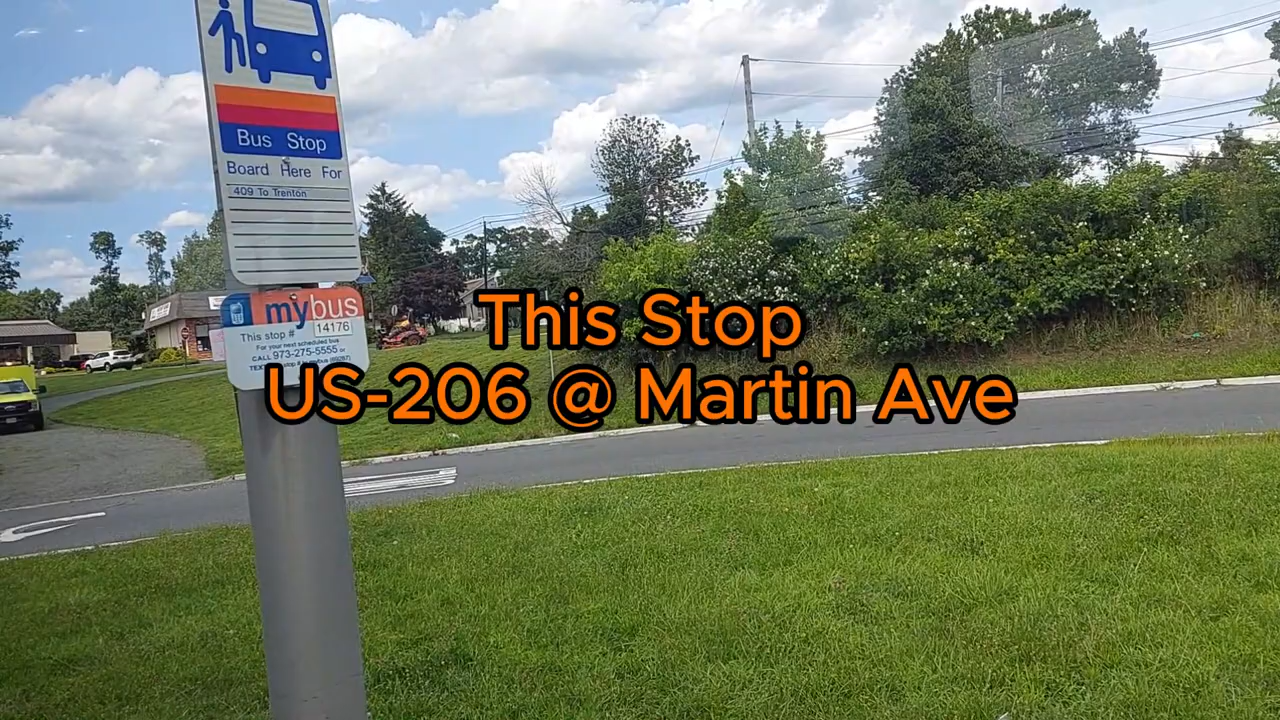 Bus Stop
Board Here For
409 To Trenton
mybus
This stop # 14176
For your next scheduled bus
CALL 973-275-5555 or
This Stop
US-206 @ Martin Ave